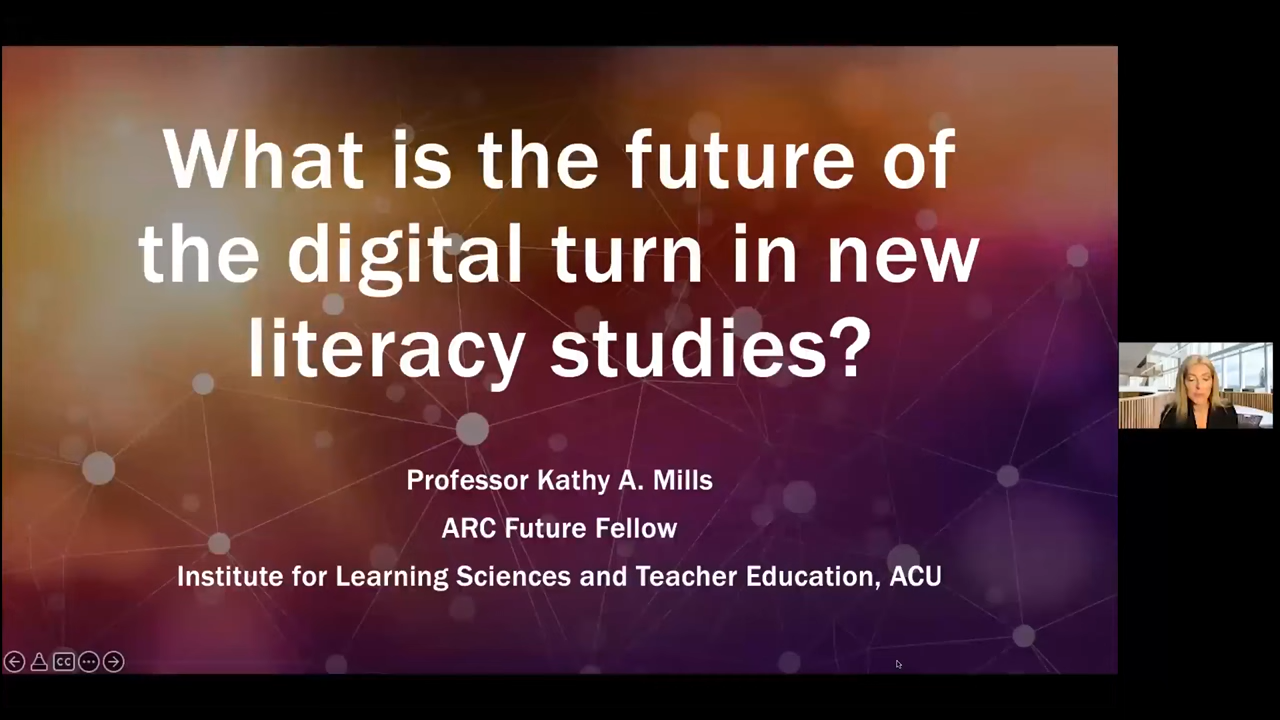 What is the future of
the digital turn in new
literacy studies?
Professor Kathy A. Mills
ARC Future Fellow
Institute for Learning Sciences and Teacher Education, ACU
CC